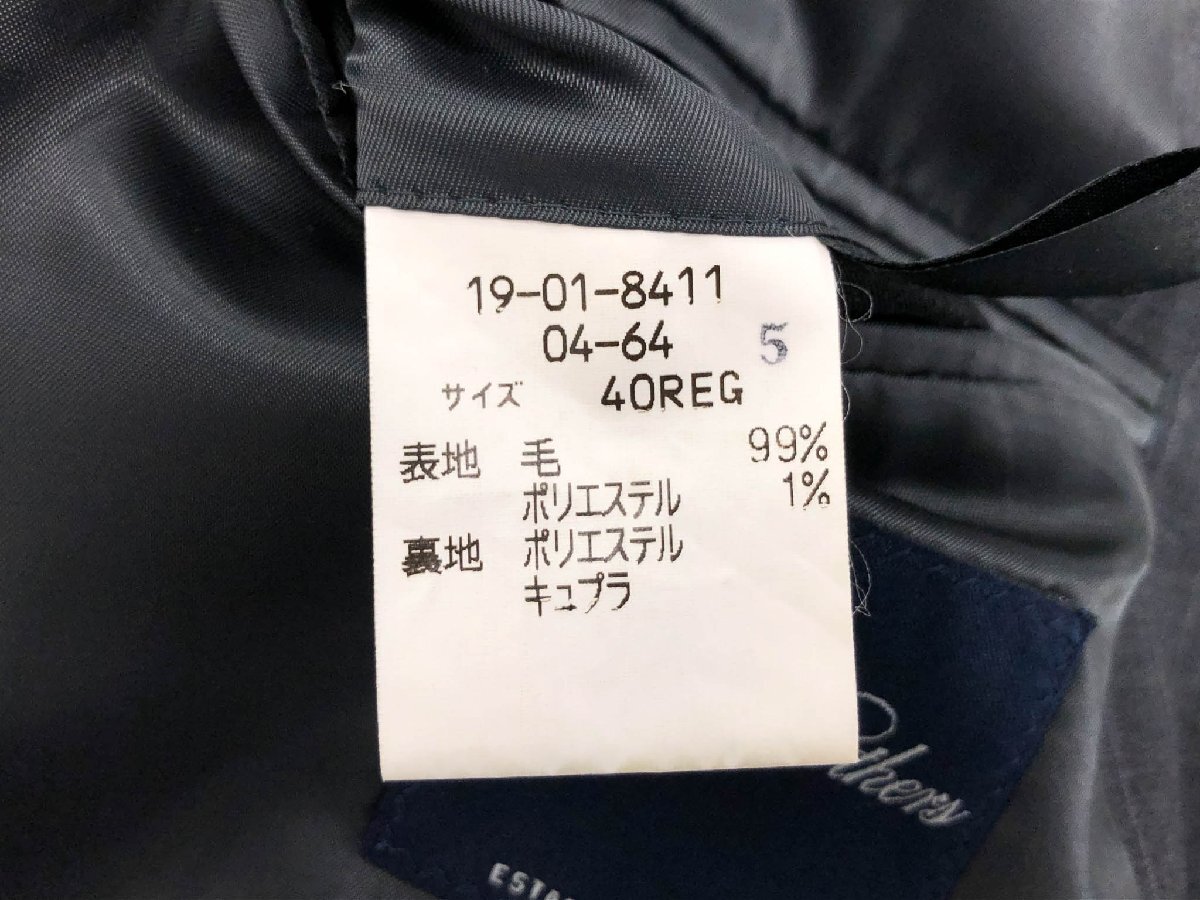 19-01-8411
04-64 5
サイズ 40REG
表地 毛 99%
ポリエステル 1%
裏地 ポリエステル
キュプラ